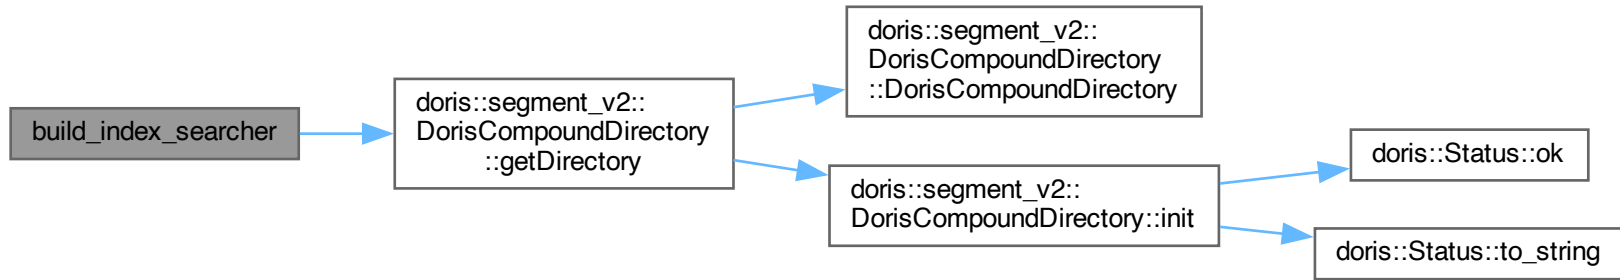 build_index_searcher
doris::segment_v2::
DorisCompoundDirectory
::getDirectory
doris::segment_v2::
DorisCompoundDirectory
::DorisCompoundDirectory
doris::segment_v2::
DorisCompoundDirectory::init
doris::Status::ok
doris::Status::to_string